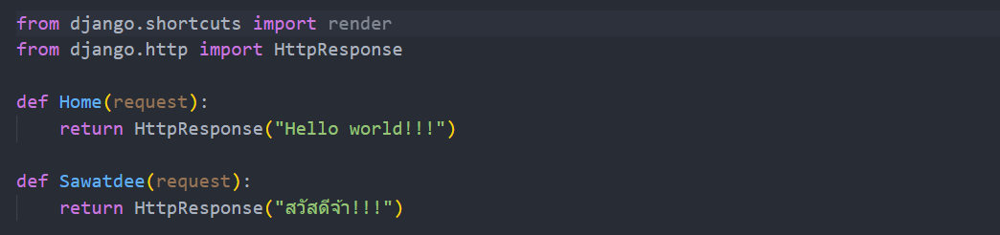 from django.shortcuts import render
from django.http import HttpResponse
def Home(request):
    return HttpResponse("Hello world!!!")
def Sawatdee(request):
    return HttpResponse("สวัสดีจ้า!!!")